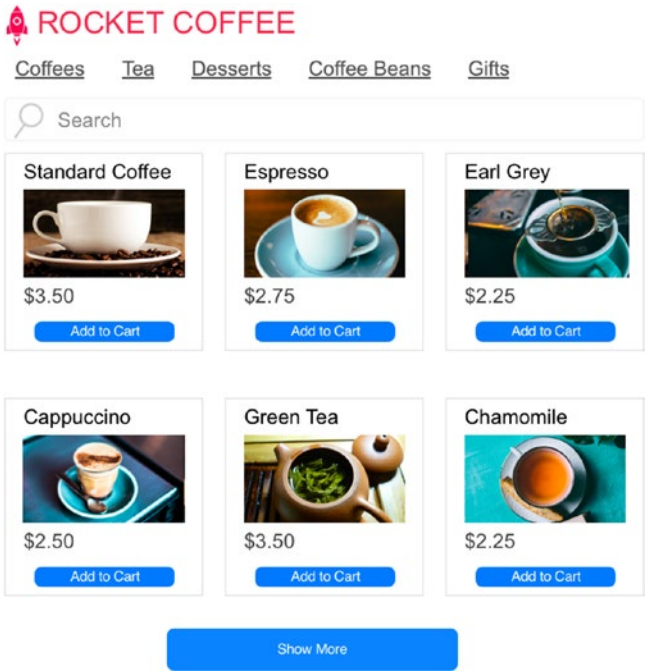 ROCKET COFFEE
Coffees Tea Desserts Coffee Beans Gifts
Search
Standard Coffee
$3.50
Add to Cart
Espresso
$2.75
Add to Cart
Earl Grey
$2.25
Add to Cart
Cappuccino
$2.50
Add to Cart
Green Tea
$3.50
Add to Cart
Chamomile
$2.25
Add to Cart
Show More